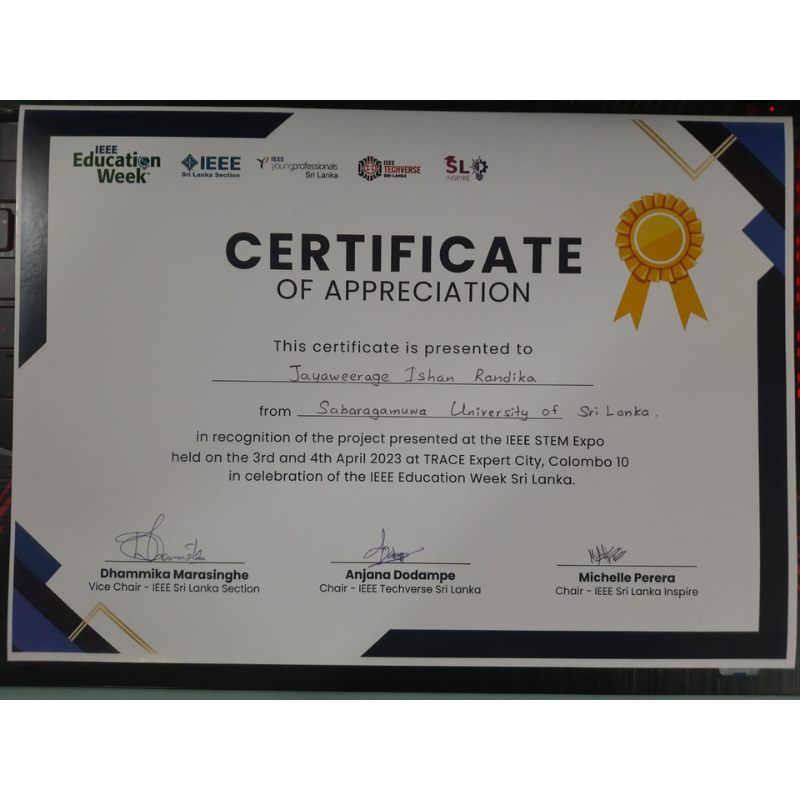 IEEE
Education
Week™
IEEE
Sri Lanka Section
IEEE
youngprofessionals
Sri Lanka
IEEE
TECHVERSE
SRI LANKA
SL
INSPIRE
CERTIFICATE
OF APPRECIATION
This certificate is presented to
Jayaweerage Ishan Randika
from Sabaragamuwa University of Sri Lanka.
in recognition of the project presented at the IEEE STEM Expo
held on the 3rd and 4th April 2023 at TRACE Expert City, Colombo 10
in celebration of the IEEE Education Week Sri Lanka.
Dhammika Marasinghe
Vice Chair - IEEE Sri Lanka Section
Anjana Dodampe
Chair - IEEE Techverse Sri Lanka
Michelle Perera
Chair - IEEE Sri Lanka Inspire